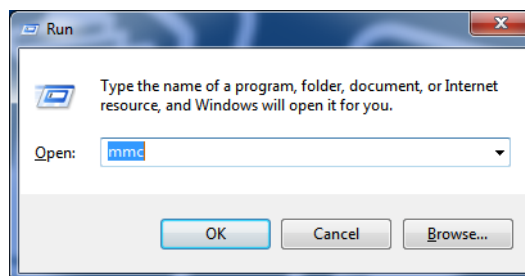 Run
Type the name of a program, folder, document, or Internet
resource, and Windows will open it for you.
Open: mmc
OK Cancel Browse...